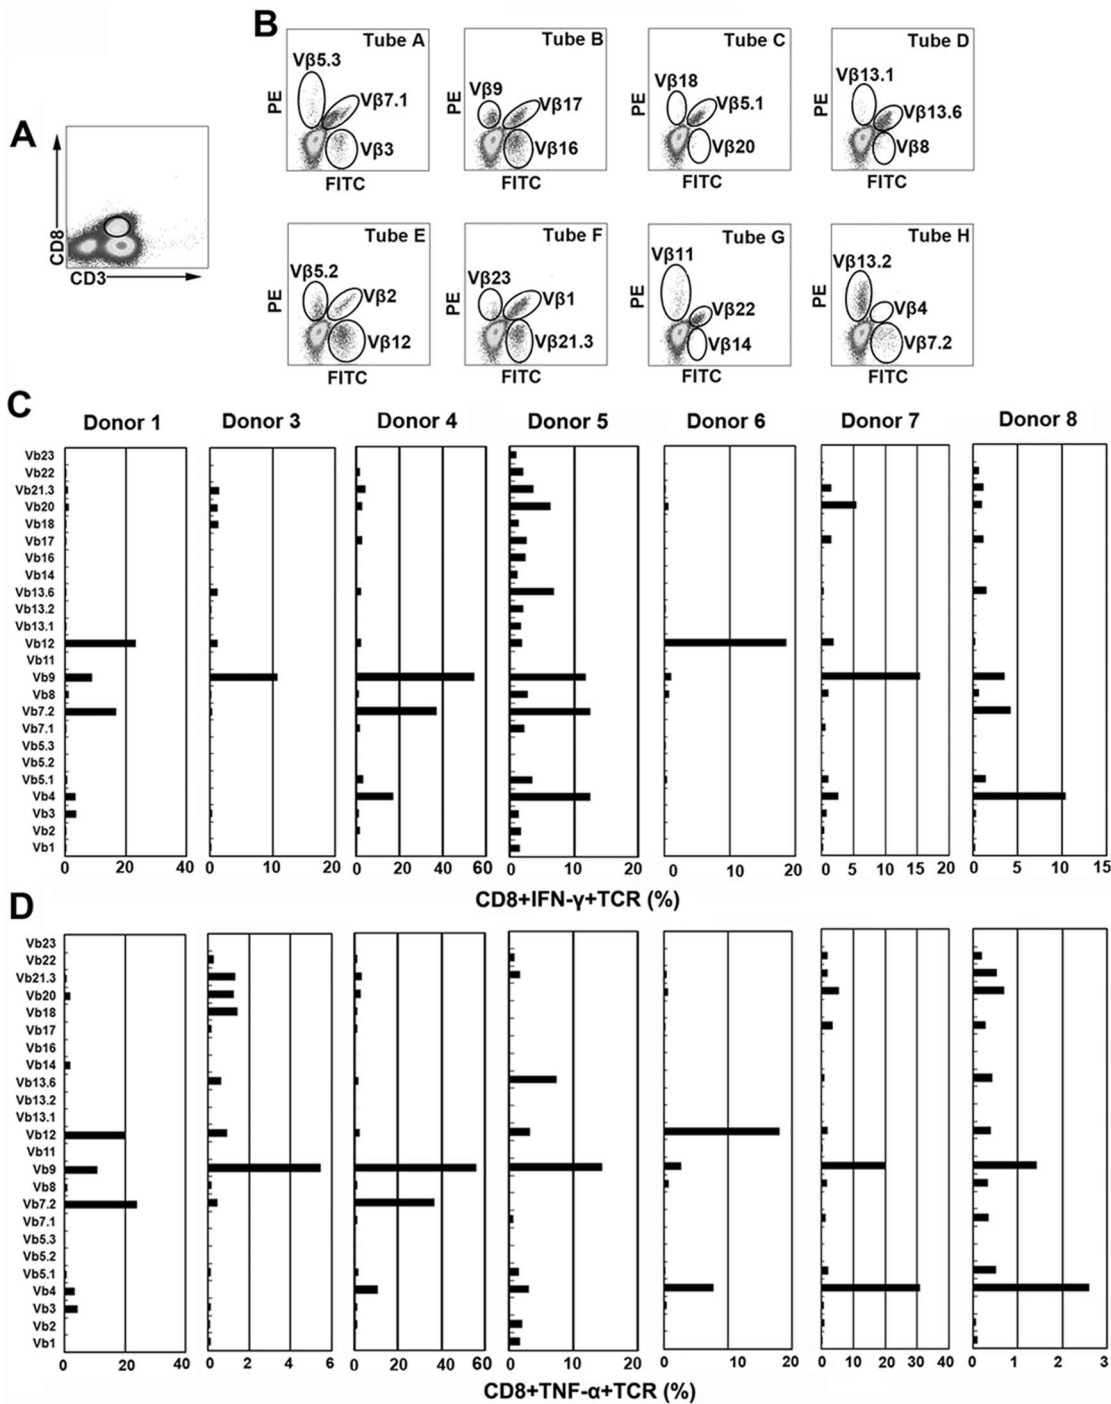 A
CD8
CD3
B
Tube A
Vβ5.3
Vβ7.1
Vβ3
PE
FITC
Tube B
Vβ9
Vβ17
Vβ16
PE
FITC
Tube C
Vβ18
Vβ5.1
Vβ20
PE
FITC
Tube D
Vβ13.1
Vβ13.6
Vβ8
PE
FITC
Tube E
Vβ5.2
Vβ2
Vβ12
PE
FITC
Tube F
Vβ23
Vβ1
Vβ21.3
PE
FITC
Tube G
Vβ11
Vβ22
Vβ14
PE
FITC
Tube H
Vβ13.2
Vβ4
Vβ7.2
PE
FITC
C
Donor 1 Donor 3 Donor 4 Donor 5 Donor 6 Donor 7 Donor 8
Vb23
Vb22
Vb21.3
Vb20
Vb18
Vb17
Vb16
Vb14
Vb13.6
Vb13.2
Vb13.1
Vb12
Vb11
Vb9
Vb8
Vb7.2
Vb7.1
Vb5.3
Vb5.2
Vb5.1
Vb4
Vb3
Vb2
Vb1
0 20 40 0 10 20 0 20 40 60 0 10 20 0 10 20 0 5 10 15 20 0 5 10 15
CD8+IFN-γ+TCR (%)
D
Vb23
Vb22
Vb21.3
Vb20
Vb18
Vb17
Vb16
Vb14
Vb13.6
Vb13.2
Vb13.1
Vb12
Vb11
Vb9
Vb8
Vb7.2
Vb7.1
Vb5.3
Vb5.2
Vb5.1
Vb4
Vb3
Vb2
Vb1
0 20 40 0 2 4 6 0 20 40 60 0 10 20 0 10 20 0 10 20 30 40 0 1 2 3
CD8+TNF-α+TCR (%)